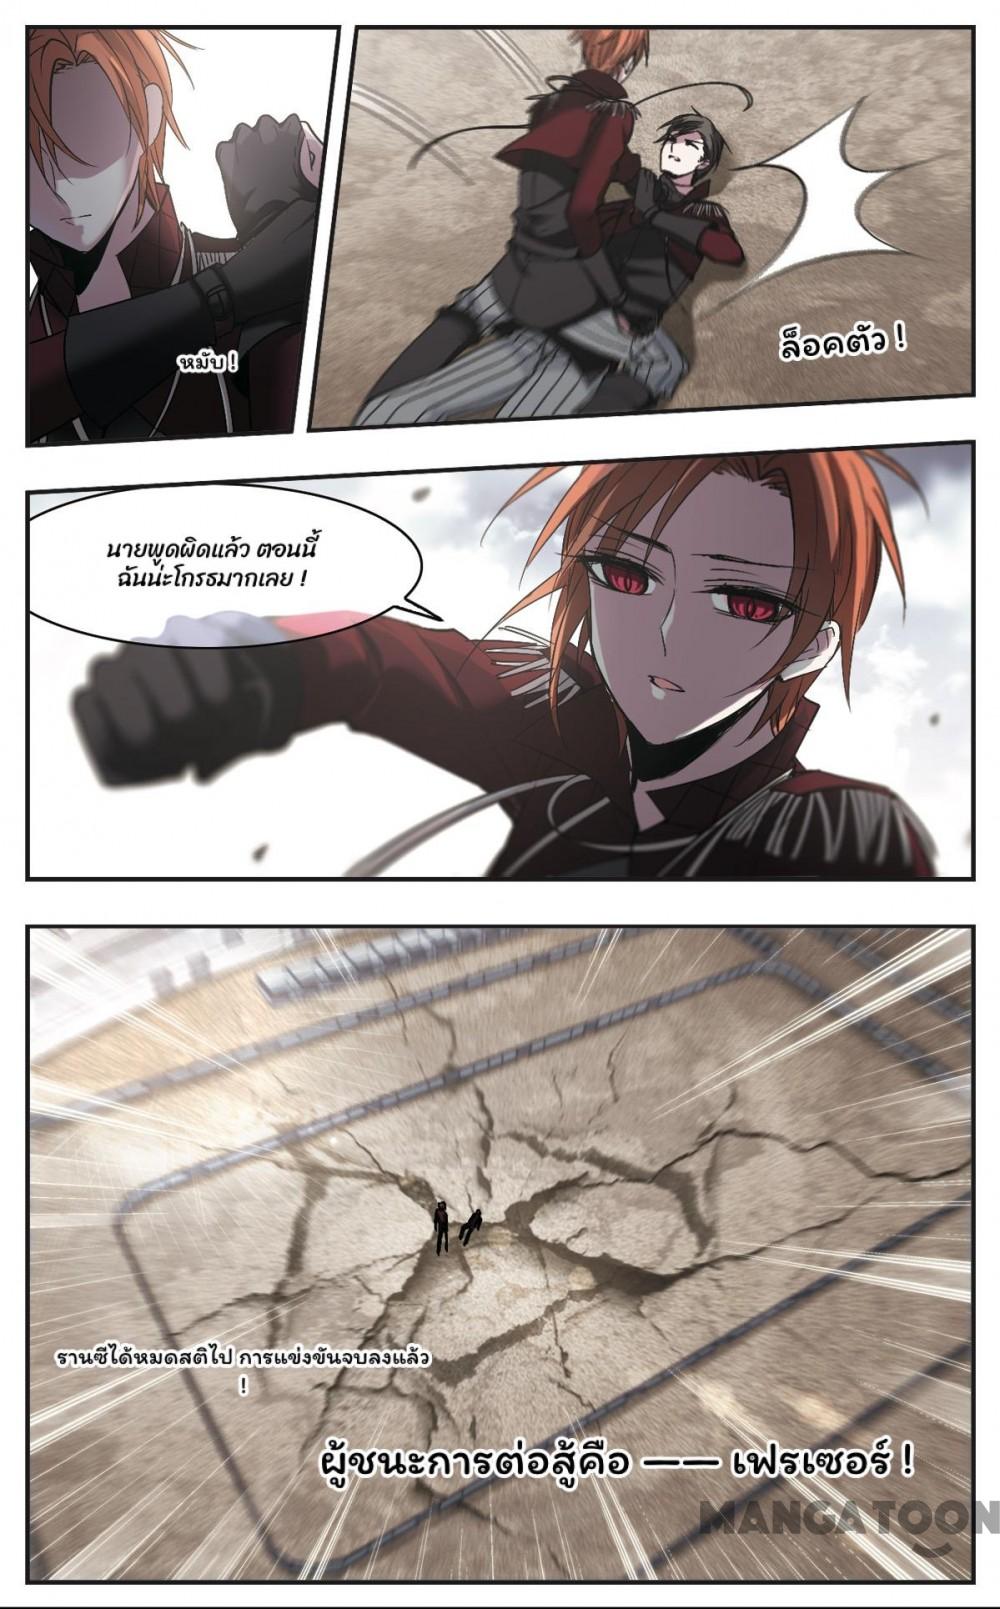 หมับ !
ล็อคตัว !
นายพูดผิดแล้ว ตอนนี้
ฉันน่ะโกรธมากเลย !
รานซีได้หมดสติไป การแข่งขันจบลงแล้ว
!
ผู้ชนะการต่อสู้คือ —— เฟรเซอร์ !
MANGATOON